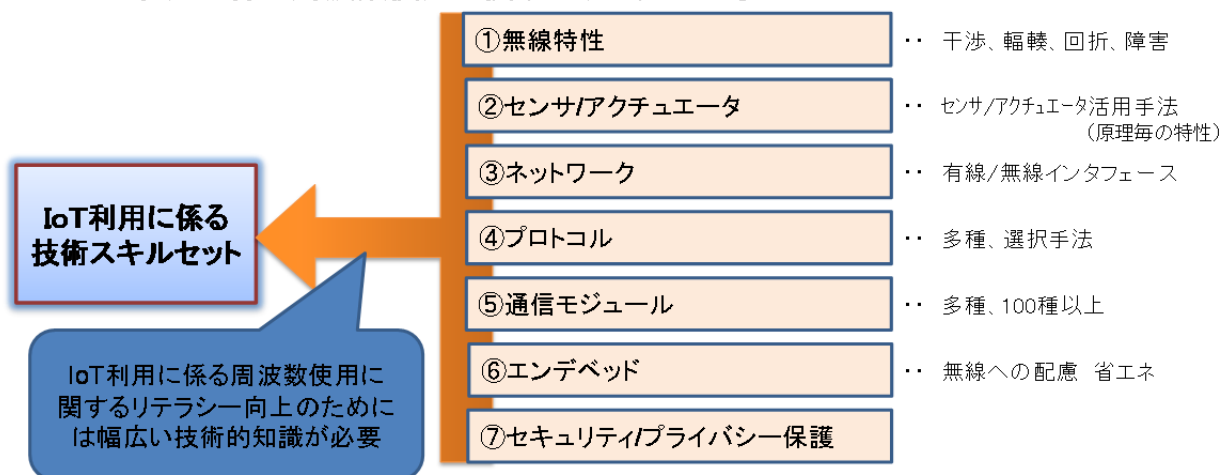 ①無線特性
‥ 干渉、輻輳、回折、障害
②センサ/アクチュエータ
‥ センサ/アクチュエータ活用手法
(原理毎の特性)
③ネットワーク
‥ 有線/無線インタフェース
IoT利用に係る
技術スキルセット
④プロトコル
‥ 多種、選択手法
⑤通信モジュール
‥ 多種、100種以上
IoT利用に係る周波数使用に
関するリテラシー向上のためには
は幅広い技術的知識が必要
⑥エンデベッド
‥ 無線への配慮 省エネ
⑦セキュリティ/プライバシー保護